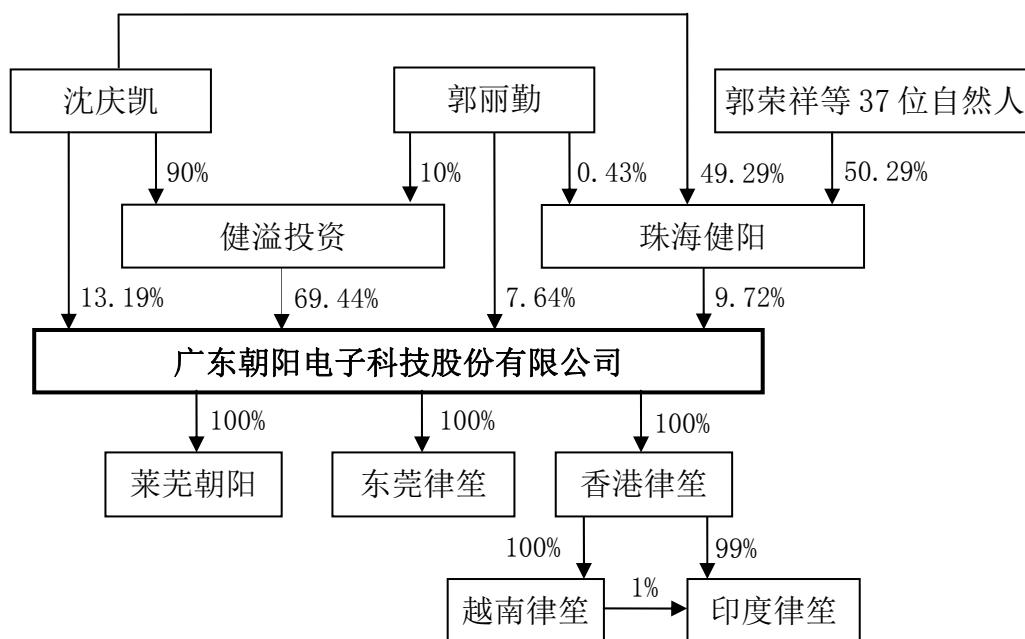 沈庆凯
郭丽勤
郭荣祥等 37 位自然人
90%
10%
0.43%
49.29%
50.29%
健溢投资
珠海健阳
13.19%
69.44%
7.64%
9.72%
广东朝阳电子科技股份有限公司
100%
100%
100%
莱芜朝阳
东莞律笙
香港律笙
100%
99%
越南律笙
1%
印度律笙